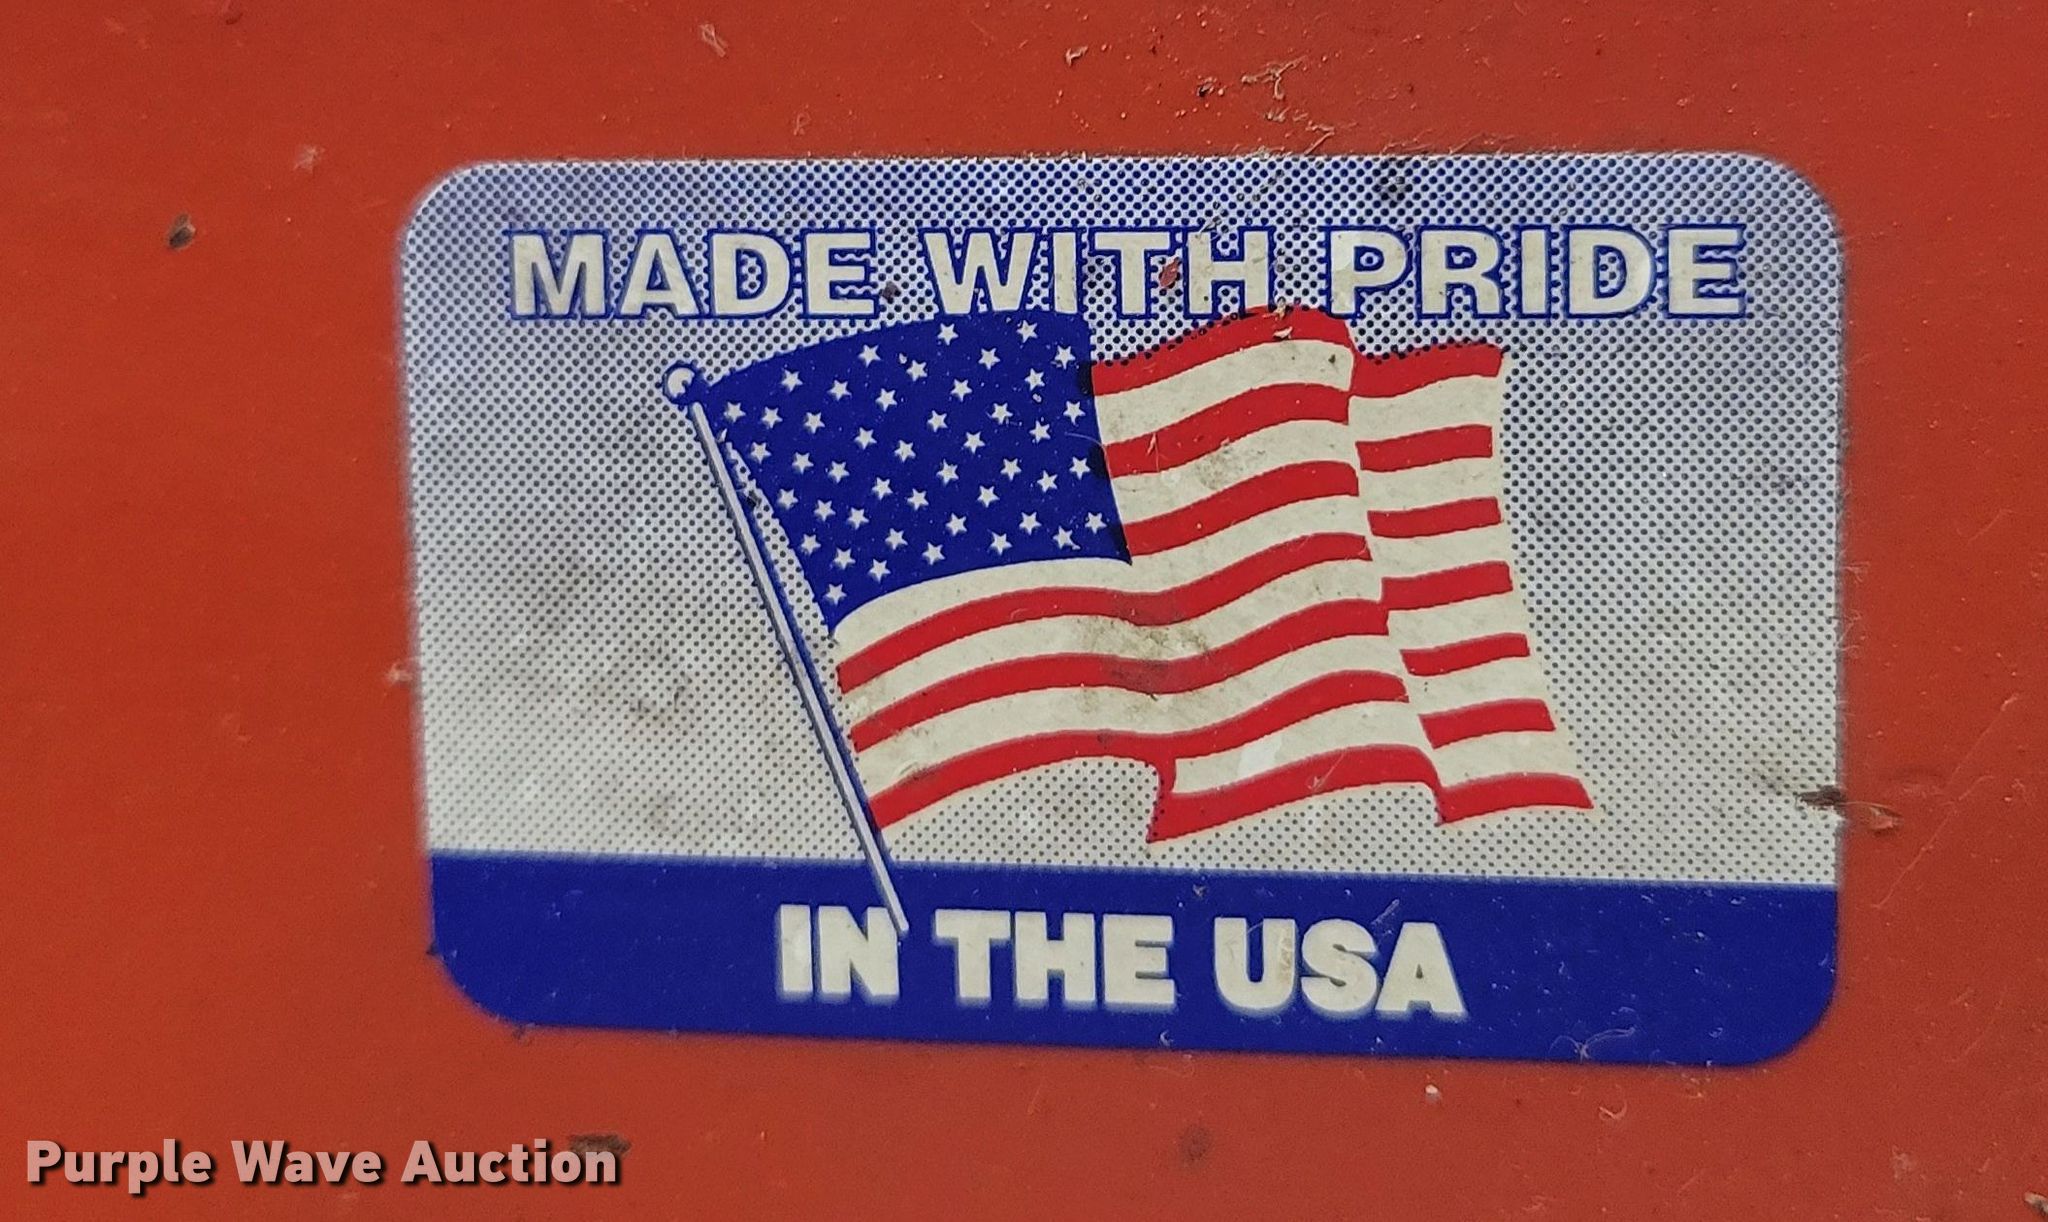 MADE WITH PRIDE
IN THE USA
Purple Wave Auction